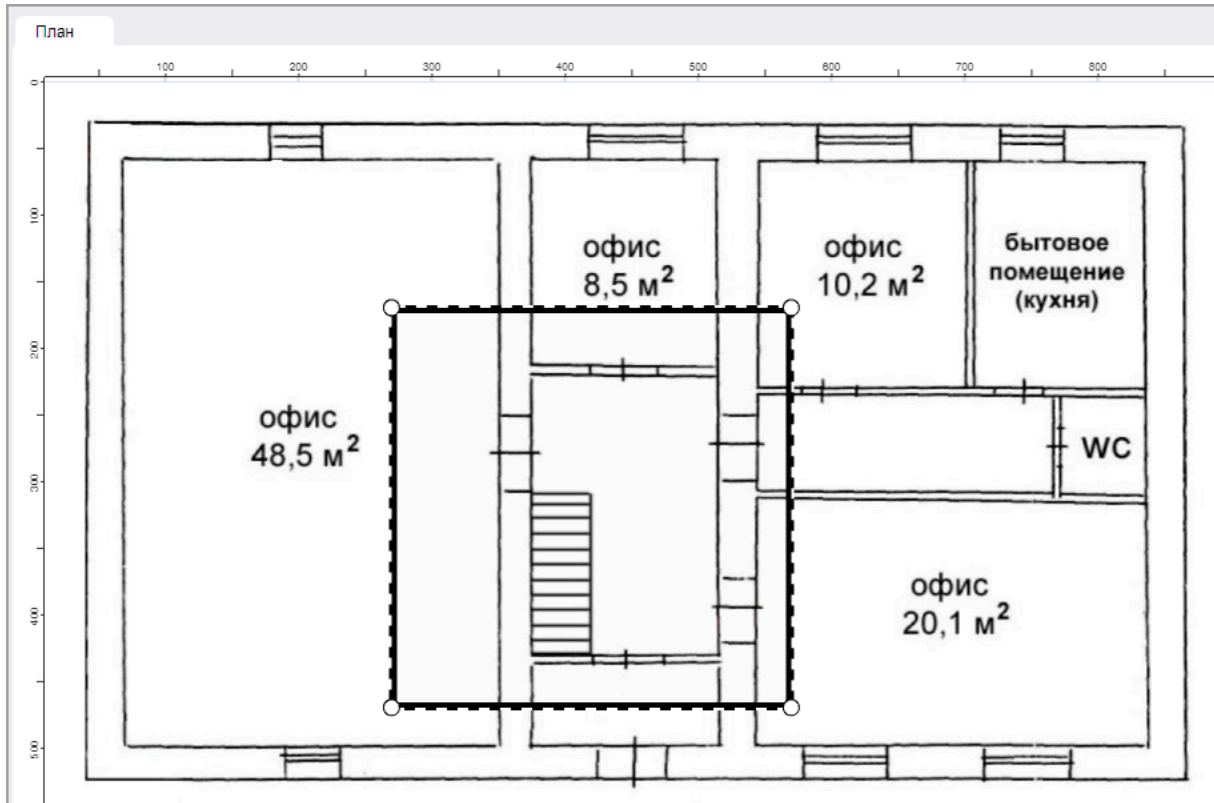 План
100 200 300 400 500 600 700 800
0
100
200
300
400
500
офис
8,5 м²
офис
10,2 м²
бытовое
помещение
(кухня)
офис
48,5 м²
WC
офис
20,1 м²